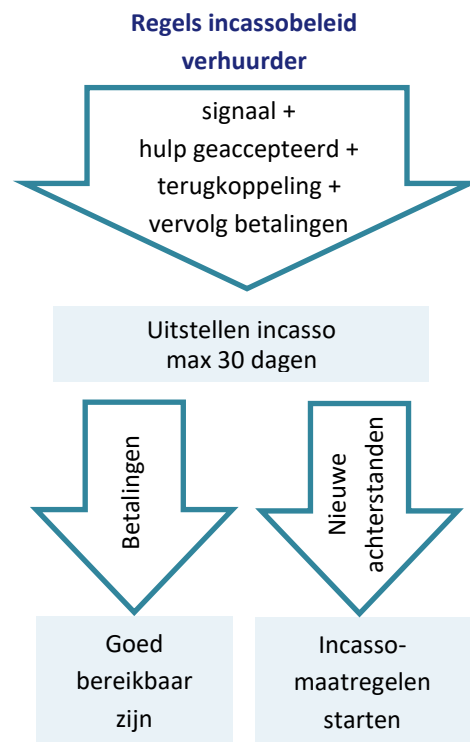 Regels incassobeleid
verhuurder
signaal +
hulp geaccepteerd +
terugkoppeling +
vervolg betalingen
Uitstellen incasso
max 30 dagen
Betalingen
Nieuwe
achterstanden
Goed
bereikbaar
zijn
Incasso-
maatregelen
starten